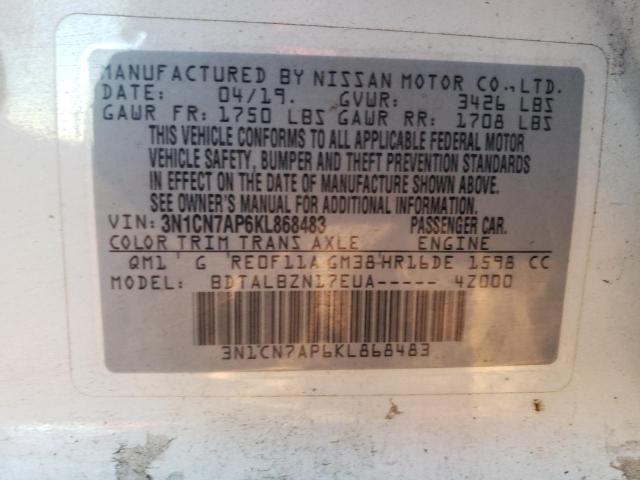 MANUFACTURED BY NISSAN MOTOR CO., LTD.
DATE: 04/19. GVWR: 3426 LBS
GAWR FR: 1750 LBS GAWR RR: 1708 LBS
THIS VEHICLE CONFORMS TO ALL APPLICABLE FEDERAL MOTOR
VEHICLE SAFETY, BUMPER AND THEFT PREVENTION STANDARDS
IN EFFECT ON THE DATE OF MANUFACTURE SHOWN ABOVE.
SEE OWNER'S MANUAL FOR ADDITIONAL INFORMATION.
VIN: 3N1CN7AP6KL868483 PASSENGER CAR.
COLOR TRIM TRANS AXLE ENGINE
QM1 G RE0F11A GM38 HR16DE 1598 CC
MODEL: BDTALBZN17EUA----- 4Z000
3N1CN7AP6KL868483